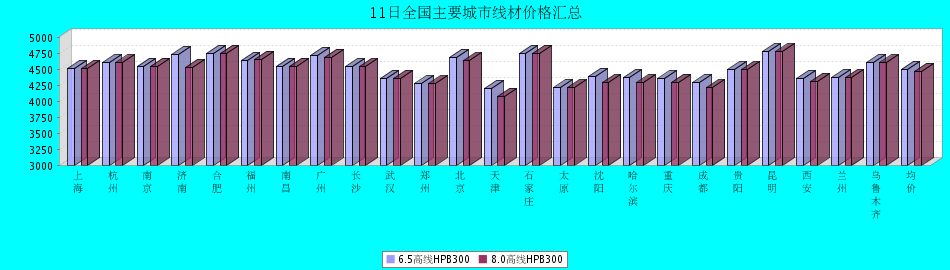 11日全国主要城市线材价格汇总
5000
4750
4500
4250
4000
3750
3500
3250
3000
上海
杭州
南京
济南
合肥
福州
南昌
广州
长沙
武汉
郑州
北京
天津
石家庄
太原
沈阳
哈尔滨
重庆
成都
贵阳
昆明
西安
兰州
乌鲁木齐
均价
6.5高线HPB300
8.0高线HPB300